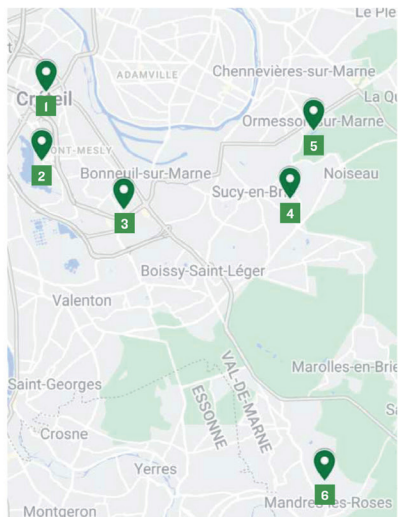 Le Ple
ADAMVILLE
Chennevières-sur-Marne
Créteil
1
La Qu
Ormesson-sur-Marne
5
MONT-MESLY
2
Bonneuil-sur-Marne
Noiseau
Sucy-en-Brie
4
3
Boissy-Saint-Léger
Valenton
VAL-DE-MARNE
ESSONNE
Marolles-en-Brie
Saint-Georges
Sa
Crosne
Yerres
6
Mandres-les-Roses
Montgeron